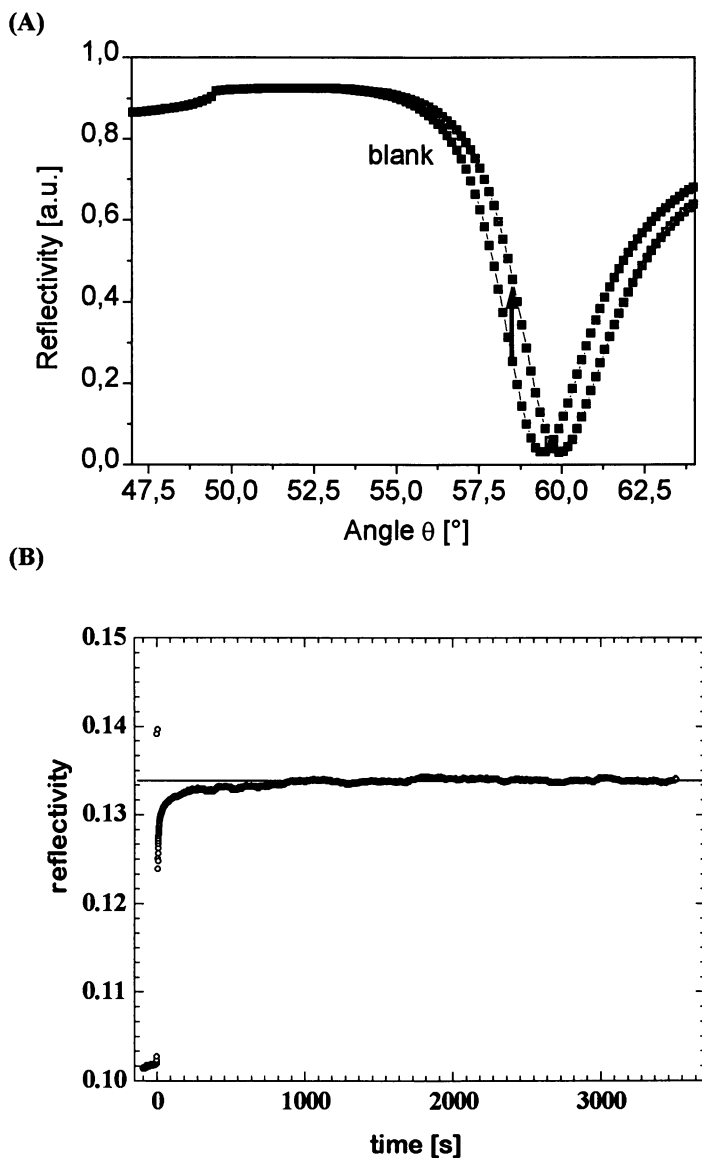 (A)
1,0
0,8
0,6
0,4
0,2
0,0
Reflectivity [a.u.]
blank
47,5 50,0 52,5 55,0 57,5 60,0 62,5
Angle θ [°]
(B)
0.15
0.14
0.13
0.12
0.11
0.10
reflectivity
0 1000 2000 3000
time [s]